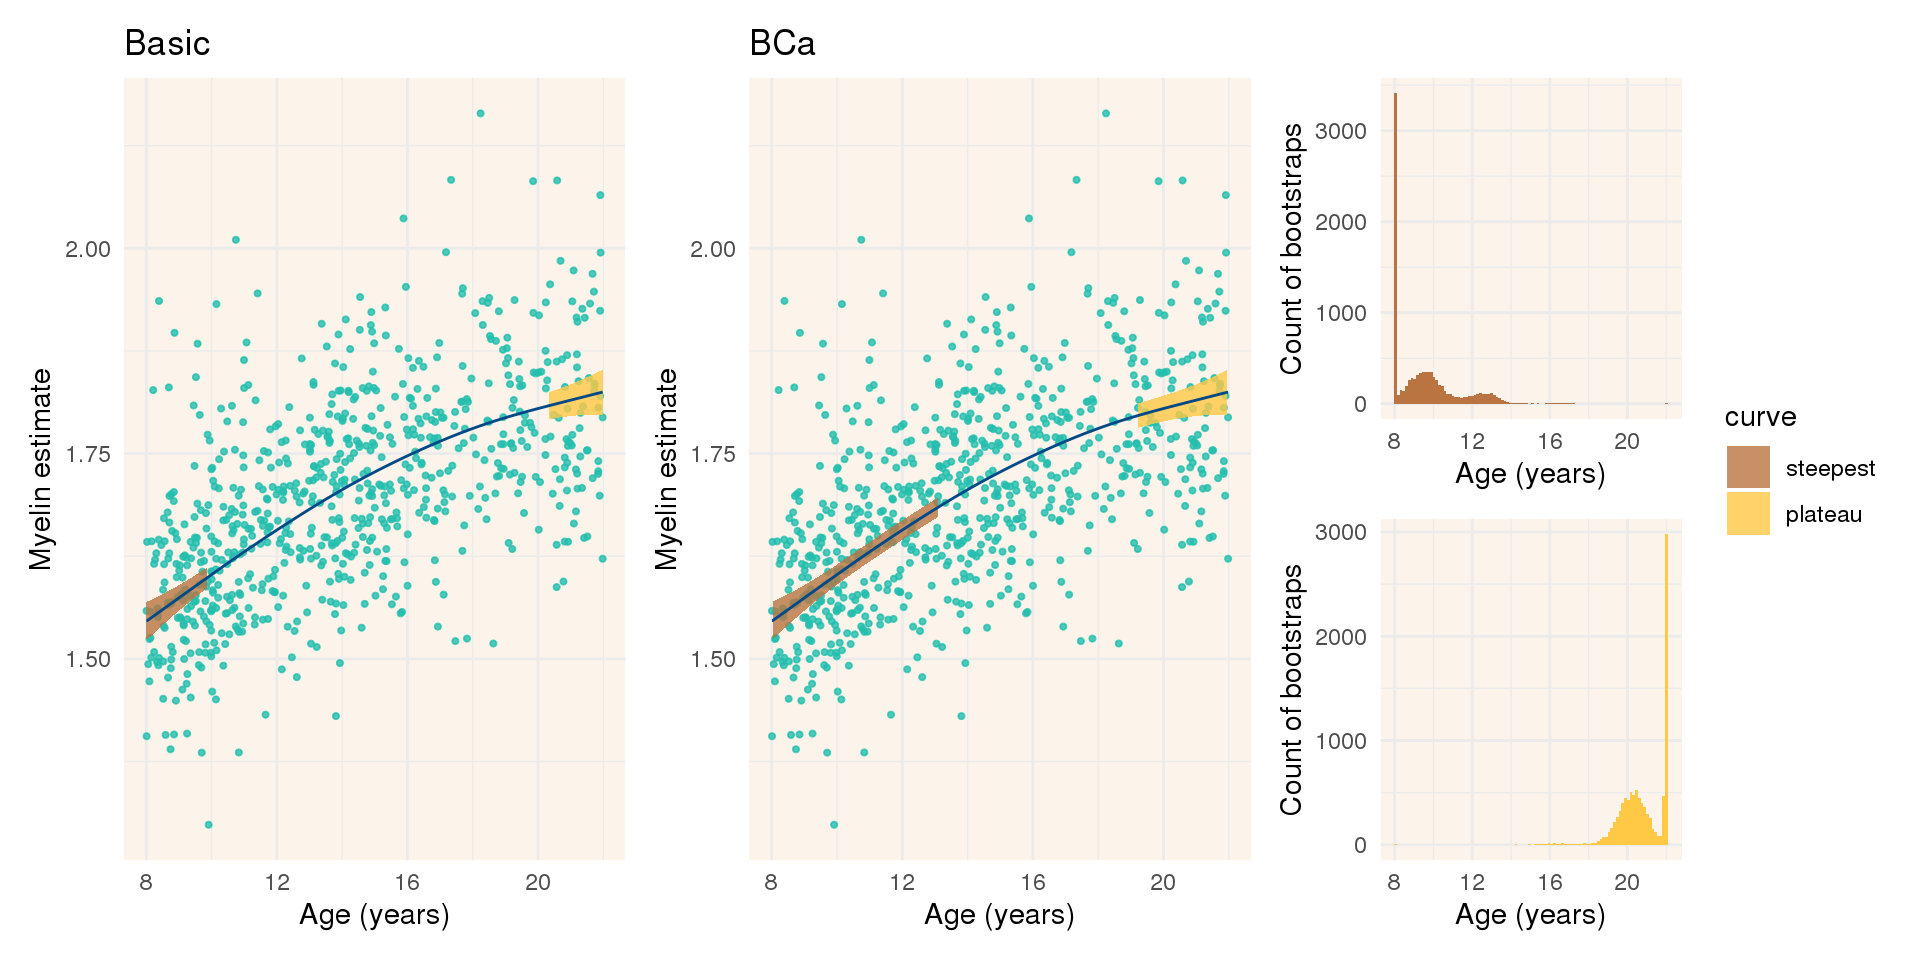 Basic
Myelin estimate
2.00
1.75
1.50
8 12 16 20
Age (years)
BCa
Myelin estimate
2.00
1.75
1.50
8 12 16 20
Age (years)
Count of bootstraps
3000
2000
1000
0
8 12 16 20
Age (years)
Count of bootstraps
3000
2000
1000
0
8 12 16 20
Age (years)
curve
steepest
plateau